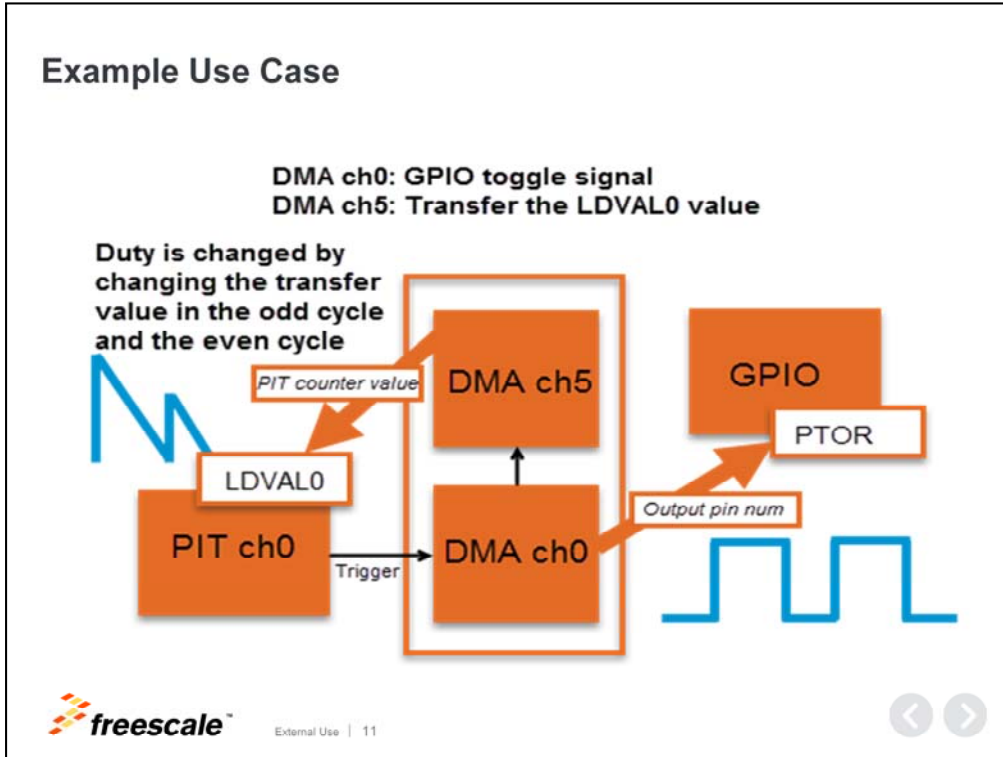 Example Use Case
DMA ch0: GPIO toggle signal
DMA ch5: Transfer the LDVAL0 value
Duty is changed by
changing the transfer
value in the odd cycle
and the even cycle
PIT counter value
DMA ch5
GPIO
PTOR
LDVAL0
Output pin num
PIT ch0
Trigger
DMA ch0
freescale™
External Use | 11